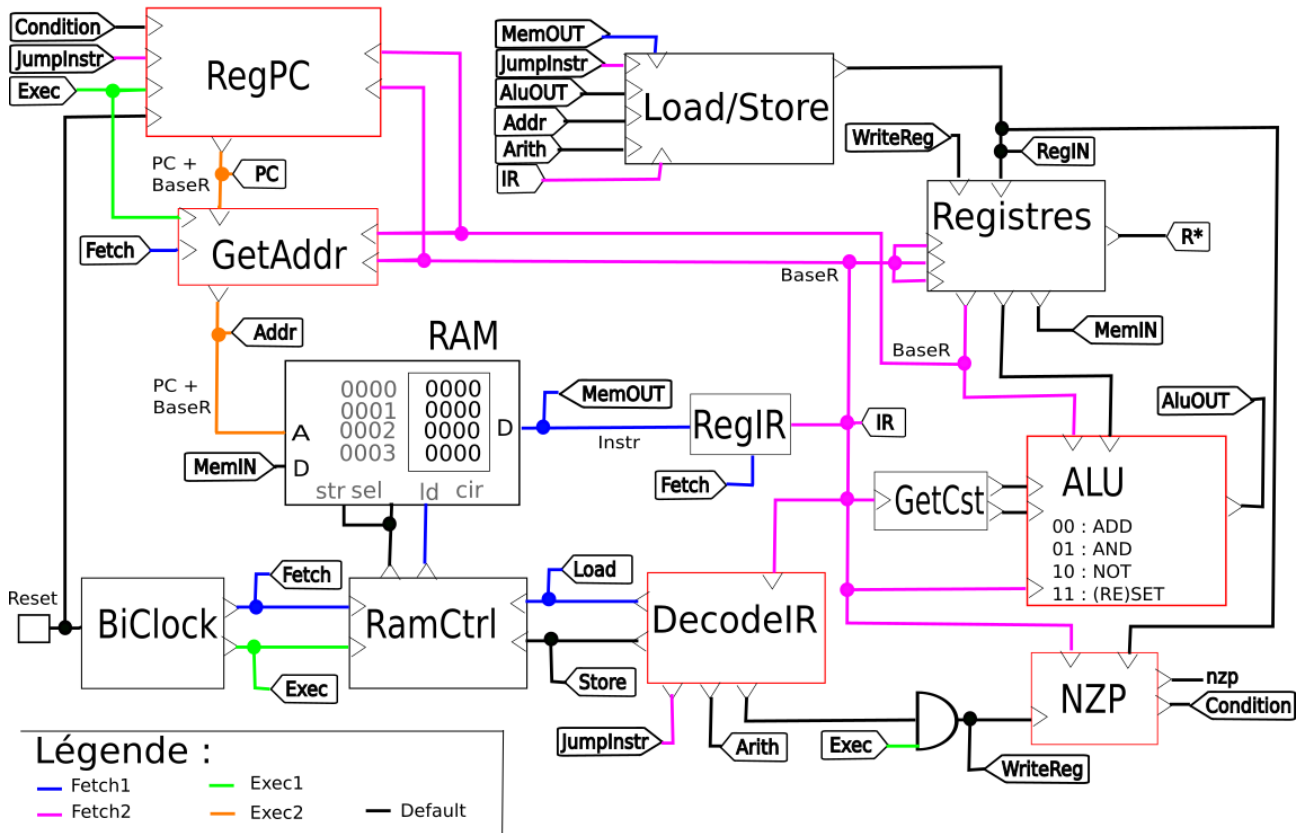 Condition
JumpInstr
Exec
RegPC
PC +
BaseR
PC
Fetch
GetAddr
Addr
PC +
BaseR
MemOUT
JumpInstr
AluOUT
Addr
Arith
IR
Load/Store
WriteReg
RegIN
Registres
R*
BaseR
MemIN
BaseR
RAM
0000 0000
0001 0000
0002 0000
0003 0000
A
D
D
str sel ld cir
MemIN
MemOUT
Instr
RegIR
Fetch
IR
GetCst
AluOUT
ALU
00 : ADD
01 : AND
10 : NOT
11 : (RE)SET
Reset
BiClock
Fetch
Exec
RamCtrl
Load
Store
DecodeIR
JumpInstr
Arith
Exec
WriteReg
NZP
nzp
Condition
Légende :
Fetch1
Exec1
Fetch2
Exec2
Default